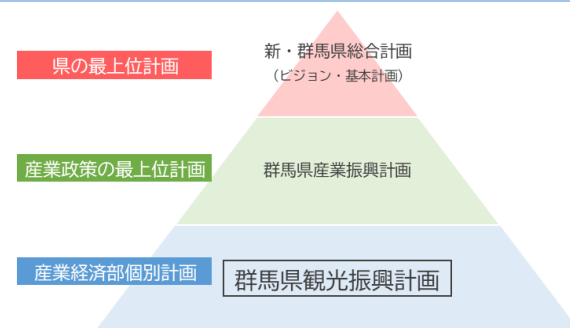 県の最上位計画
新・群馬県総合計画
（ビジョン・基本計画）
産業政策の最上位計画
群馬県産業振興計画
産業経済部個別計画
群馬県観光振興計画